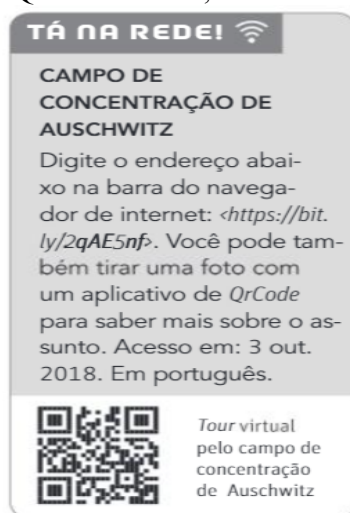 TÁ NA REDE!
CAMPO DE
CONCENTRAÇÃO DE
AUSCHWITZ
Digite o endereço abai-
xo na barra do navega-
dor de internet: <https://bit.
ly/2qAE5nf>. Você pode tam-
bém tirar uma foto com
um aplicativo de QrCode
para saber mais sobre o as-
sunto. Acesso em: 3 out.
2018. Em português.
Tour virtual
pelo campo de
concentração
de Auschwitz